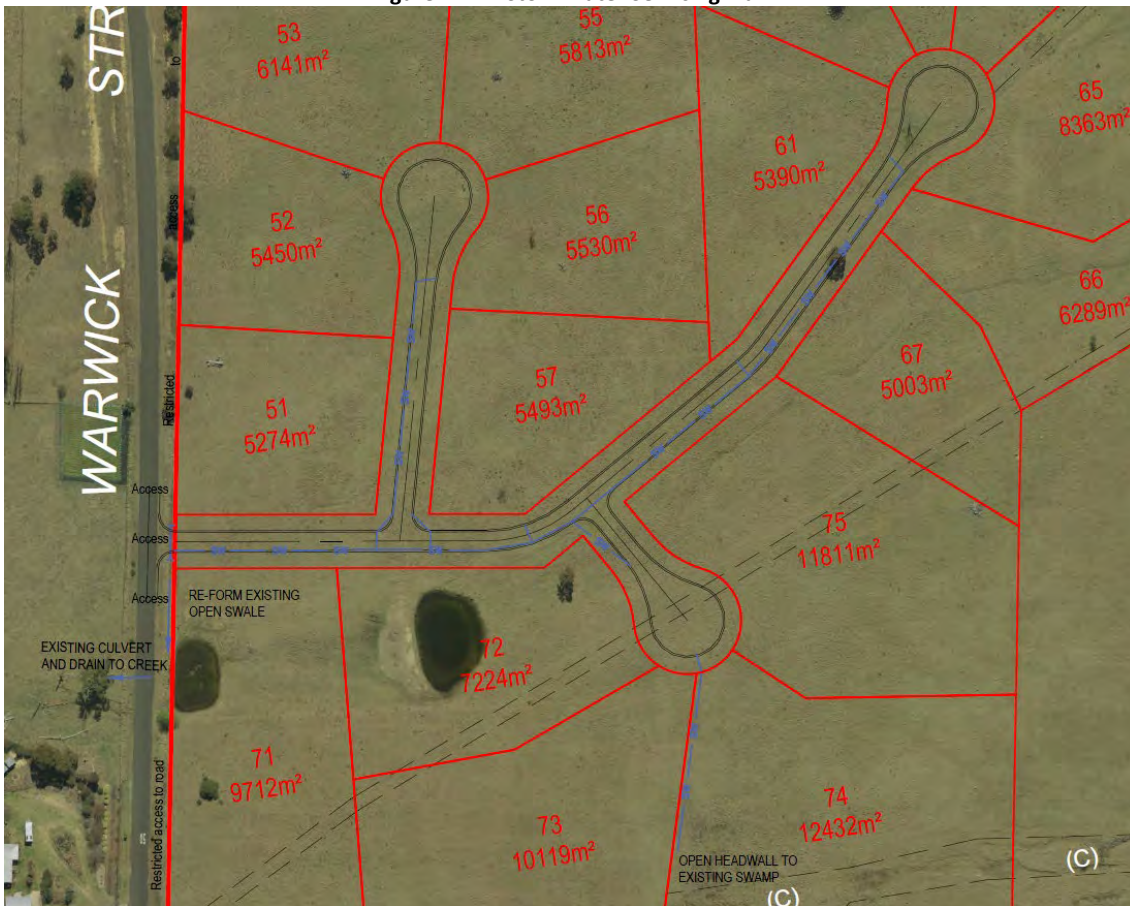 53
6141m²
55
5813m²
65
8363m²
61
5390m²
52
5450m²
56
5530m²
66
6289m²
67
5003m²
51
5274m²
57
5493m²
WARWICK STR
to
access
Restricted
Access
Access
Access
75
11811m²
RE-FORM EXISTING
OPEN SWALE
EXISTING CULVERT
AND DRAIN TO CREEK
72
7224m²
71
9712m²
Restricted access to road
73
10119m²
74
12432m²
OPEN HEADWALL TO
EXISTING SWAMP
(C)
(C)